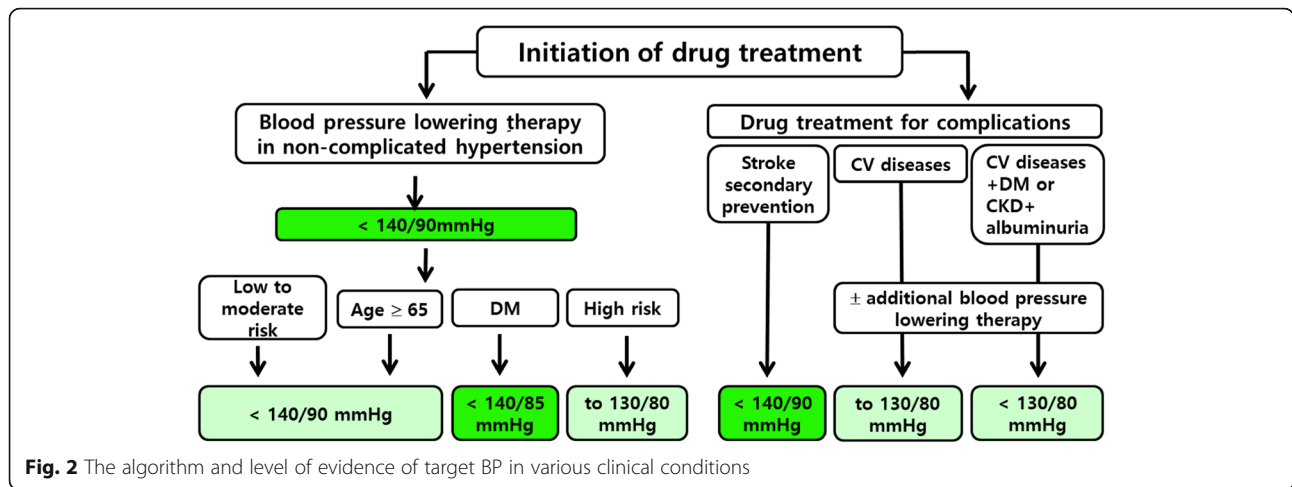 Initiation of drug treatment
Blood pressure lowering therapy
in non-complicated hypertension
Drug treatment for complications
Stroke
secondary
prevention
CV diseases
CV diseases
+DM or
CKD+
albuminuria
< 140/90mmHg
Low to
moderate
risk
Age ≥ 65
DM
High risk
± additional blood pressure
lowering therapy
< 140/90 mmHg
< 140/85
mmHg
to 130/80
mmHg
< 140/90
mmHg
to 130/80
mmHg
< 130/80
mmHg
Fig. 2 The algorithm and level of evidence of target BP in various clinical conditions